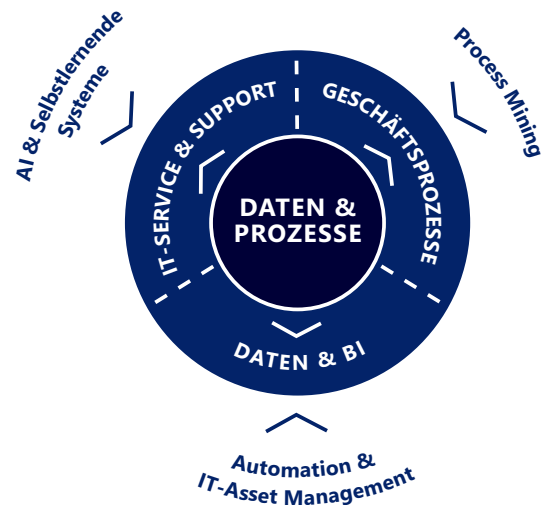 AI & Selbstlernende
Systeme
Process Mining
IT-SERVICE & SUPPORT
GESCHÄFTSPROZESSE
DATEN &
PROZESSE
DATEN & BI
Automation &
IT-Asset Management